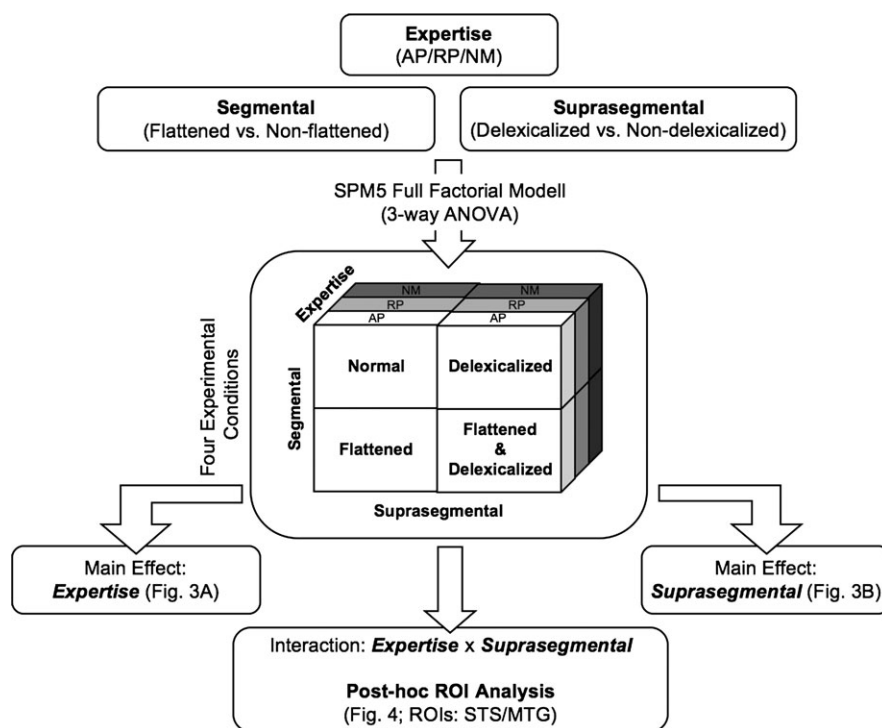 Expertise
(AP/RP/NM)
Segmental
(Flattened vs. Non-flattened)
Suprasegmental
(Delexicalized vs. Non-delexicalized)
SPM5 Full Factorial Modell
(3-way ANOVA)
Four Experimental
Conditions
Expertise
NM NM
RP RP
AP AP
Segmental
Normal
Delexicalized
Flattened
Flattened
&
Delexicalized
Suprasegmental
Main Effect:
Expertise (Fig. 3A)
Main Effect:
Suprasegmental (Fig. 3B)
Interaction: Expertise x Suprasegmental
Post-hoc ROI Analysis
(Fig. 4; ROIs: STS/MTG)